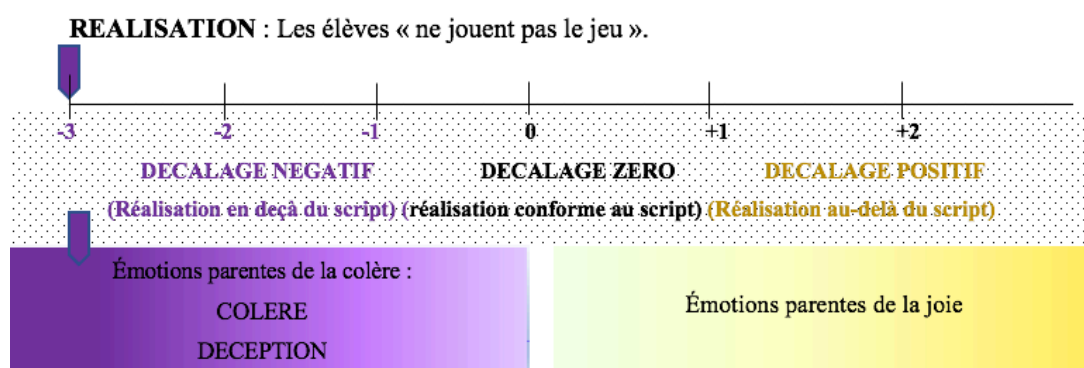 REALISATION : Les élèves « ne jouent pas le jeu ».
-3 -2 -1 0 +1 +2
DECALAGE NEGATIF DECALAGE ZERO DECALAGE POSITIF
(Réalisation en deçà du script) (réalisation conforme au script) (Réalisation au-delà du script)
Émotions parentes de la colère :
COLERE
DECEPTION
Émotions parentes de la joie